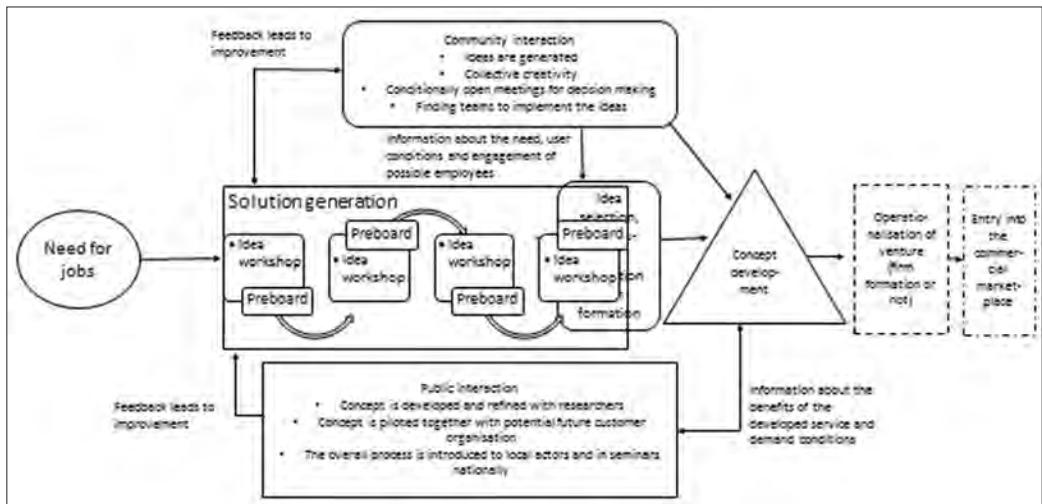 Feedback leads to
improvement
Community interaction
• Ideas are generated
• Collective creativity
• Conditionally open meetings for decision making
• Finding teams to implement the ideas
Information about the need, user
conditions and engagement of
possible employees
Need for
jobs
Solution generation
• Idea
workshop
Preboard
Preboard
• Idea
workshop
• Idea
workshop
Preboard
Idea
selection,
Preboard
• Idea
workshop
formation
Concept
develop-
ment
Operatio-
nalisation of
venture
(firm
formation or
not)
Entry into
the
commer-
cial
market-
place
Feedback leads to
improvement
Public interaction
• Concept is developed and refined with researchers
• Concept is piloted together with potential future customer
organisation
• The overall process is introduced to local actors and in seminars
nationally
Information about the
benefits of the
developed service and
demand conditions